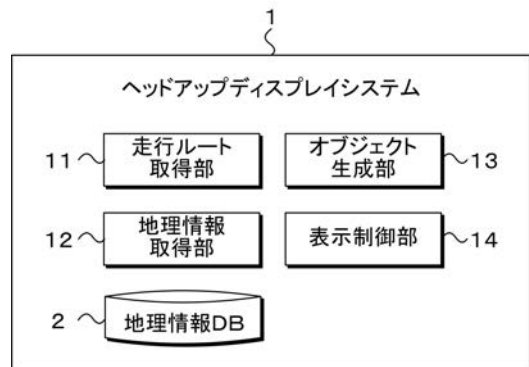 1
ヘッドアップディスプレイシステム
11
走行ルート
取得部
オブジェクト
生成部
13
12
地理情報
取得部
表示制御部
14
2
地理情報DB